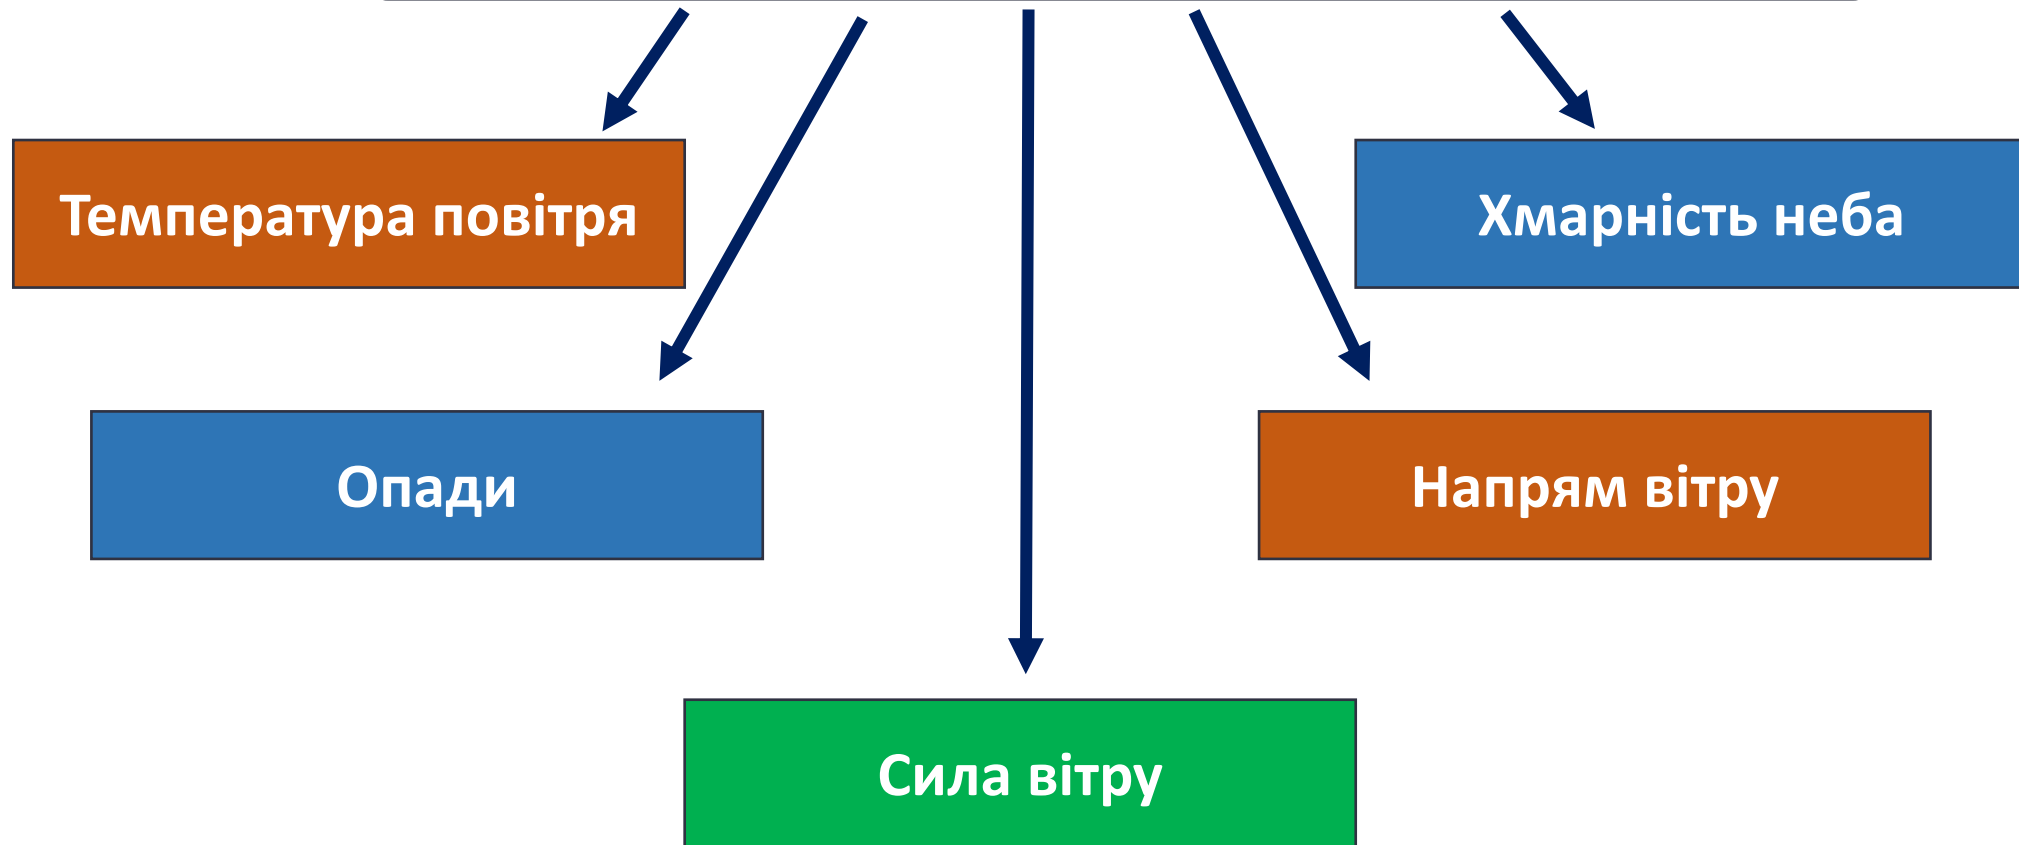 Температура повітря
Хмарність неба
Опади
Напрям вітру
Сила вітру